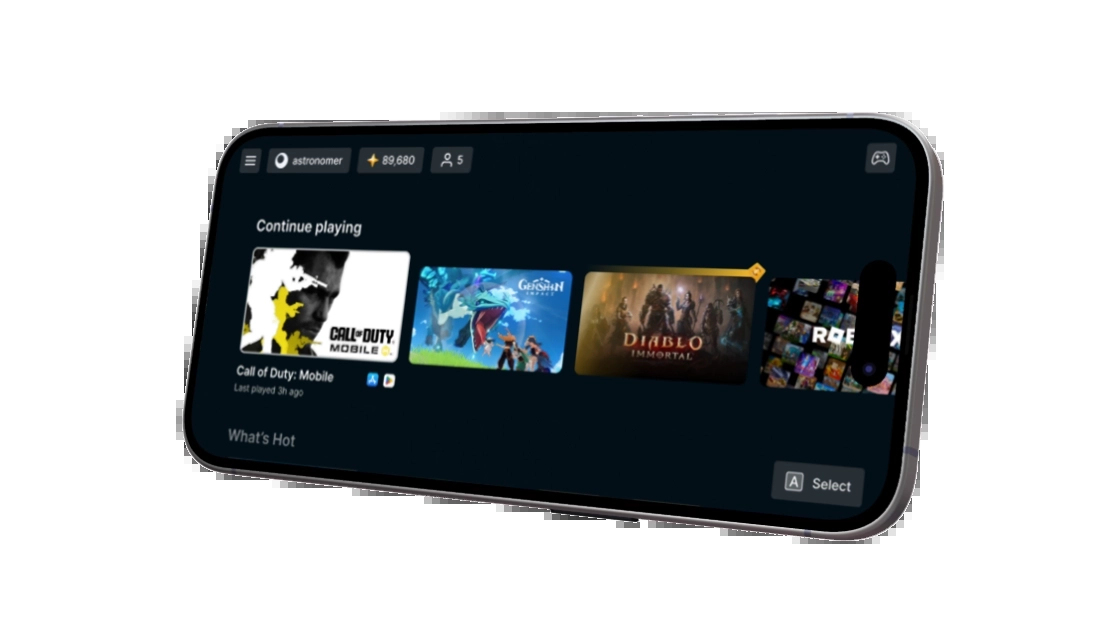 astronomer
89,680
5
Continue playing
CALL OF DUTY
MOBILE
GENSHIN
IMPACT
DIABLO
IMMORTAL
Call of Duty: Mobile
Last played 3h ago
What's Hot
A Select